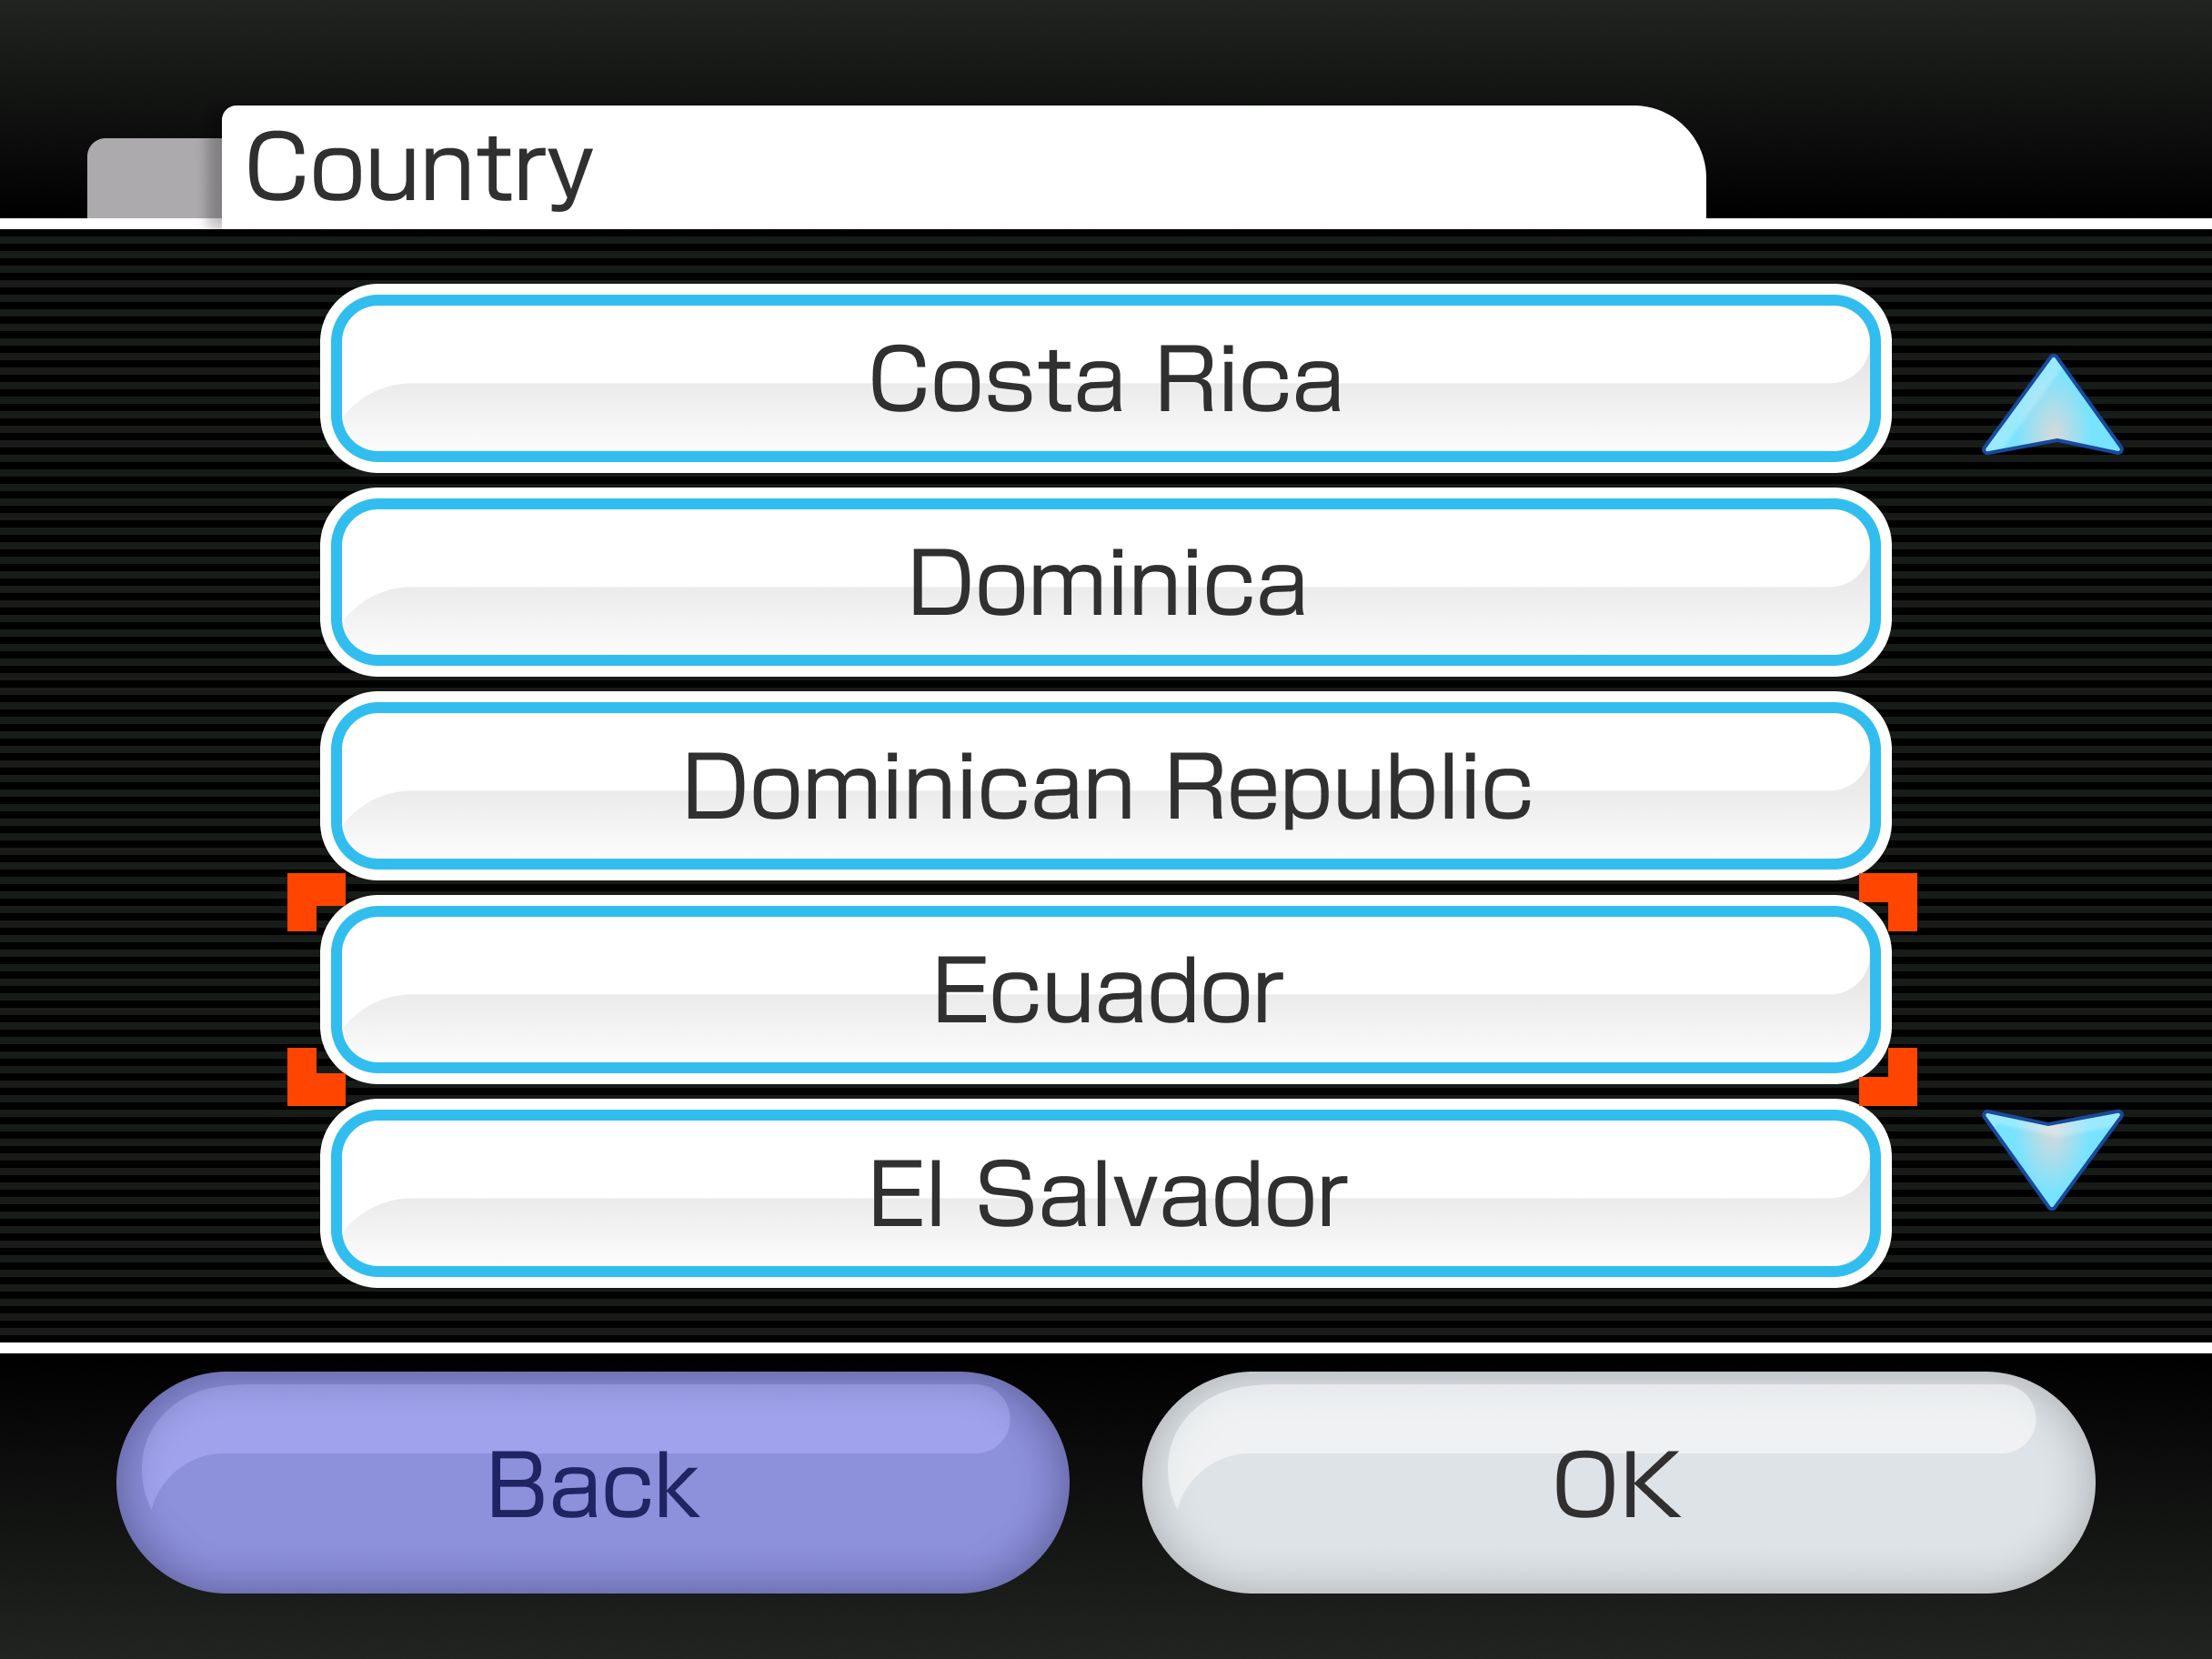 Country
Costa Rica
Dominica
Dominican Republic
Ecuador
El Salvador
Back
OK